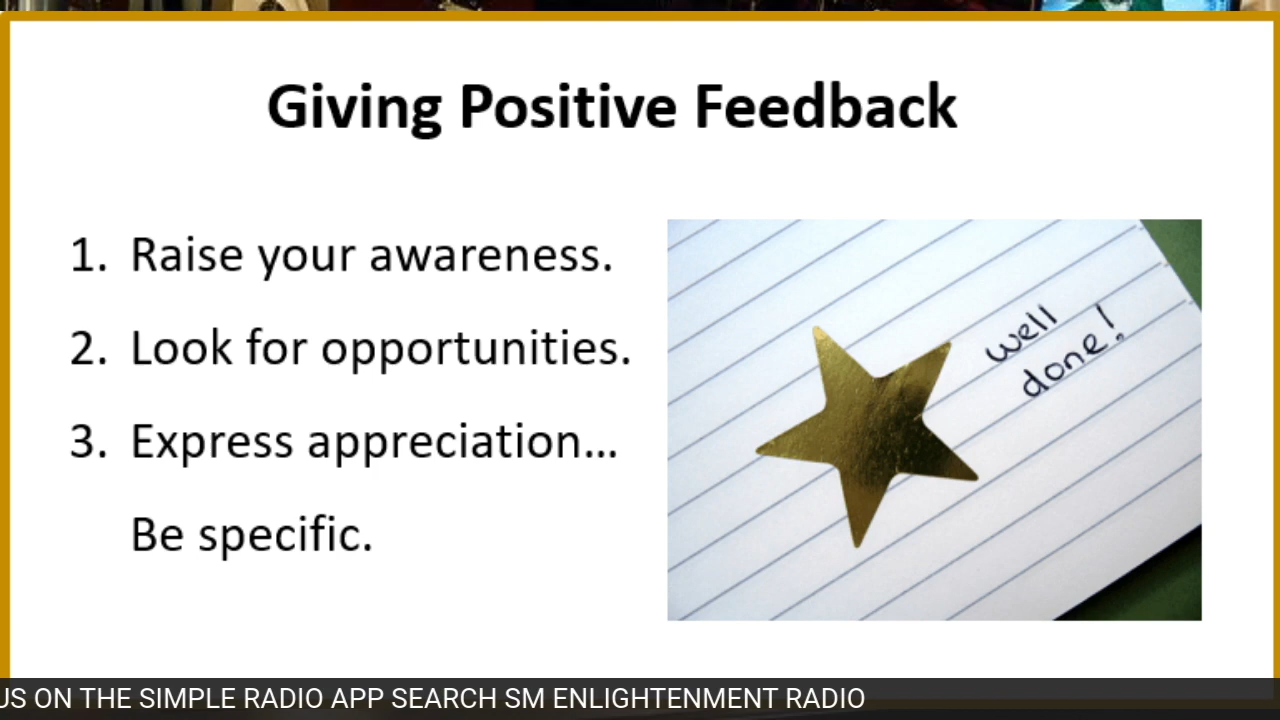 Giving Positive Feedback
1. Raise your awareness.
2. Look for opportunities.
3. Express appreciation...
Be specific.
well
done!
US ON THE SIMPLE RADIO APP SEARCH SM ENLIGHTENMENT RADIO